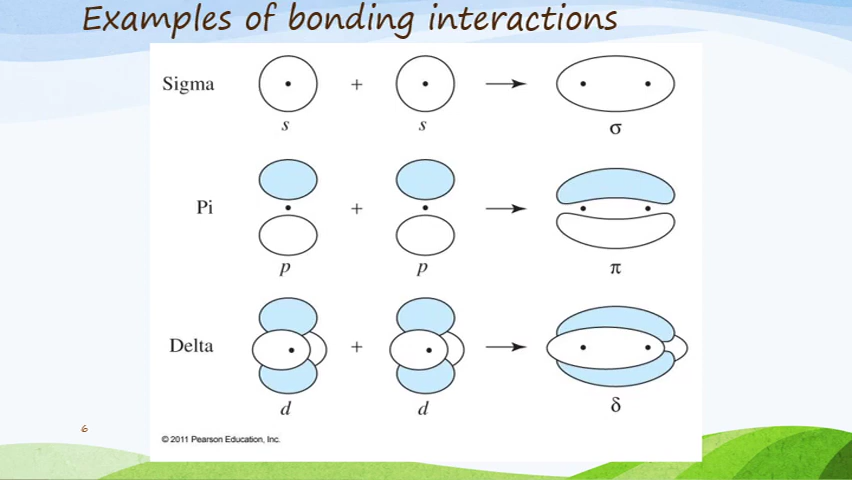 Examples of bonding interactions
Sigma + σ
s s
Pi +
p p π
Delta +
d d δ
6
© 2011 Pearson Education, Inc.